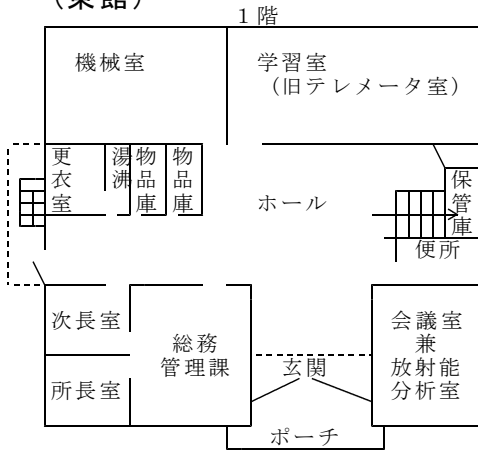 （東館）
１階
機械室
学習室
（旧テレメータ室）
更衣室
湯沸
物品庫
物品庫
ホール
保管庫
便所
次長室
総務
管理課
所長室
玄関
会議室
兼
放射能
分析室
ポーチ